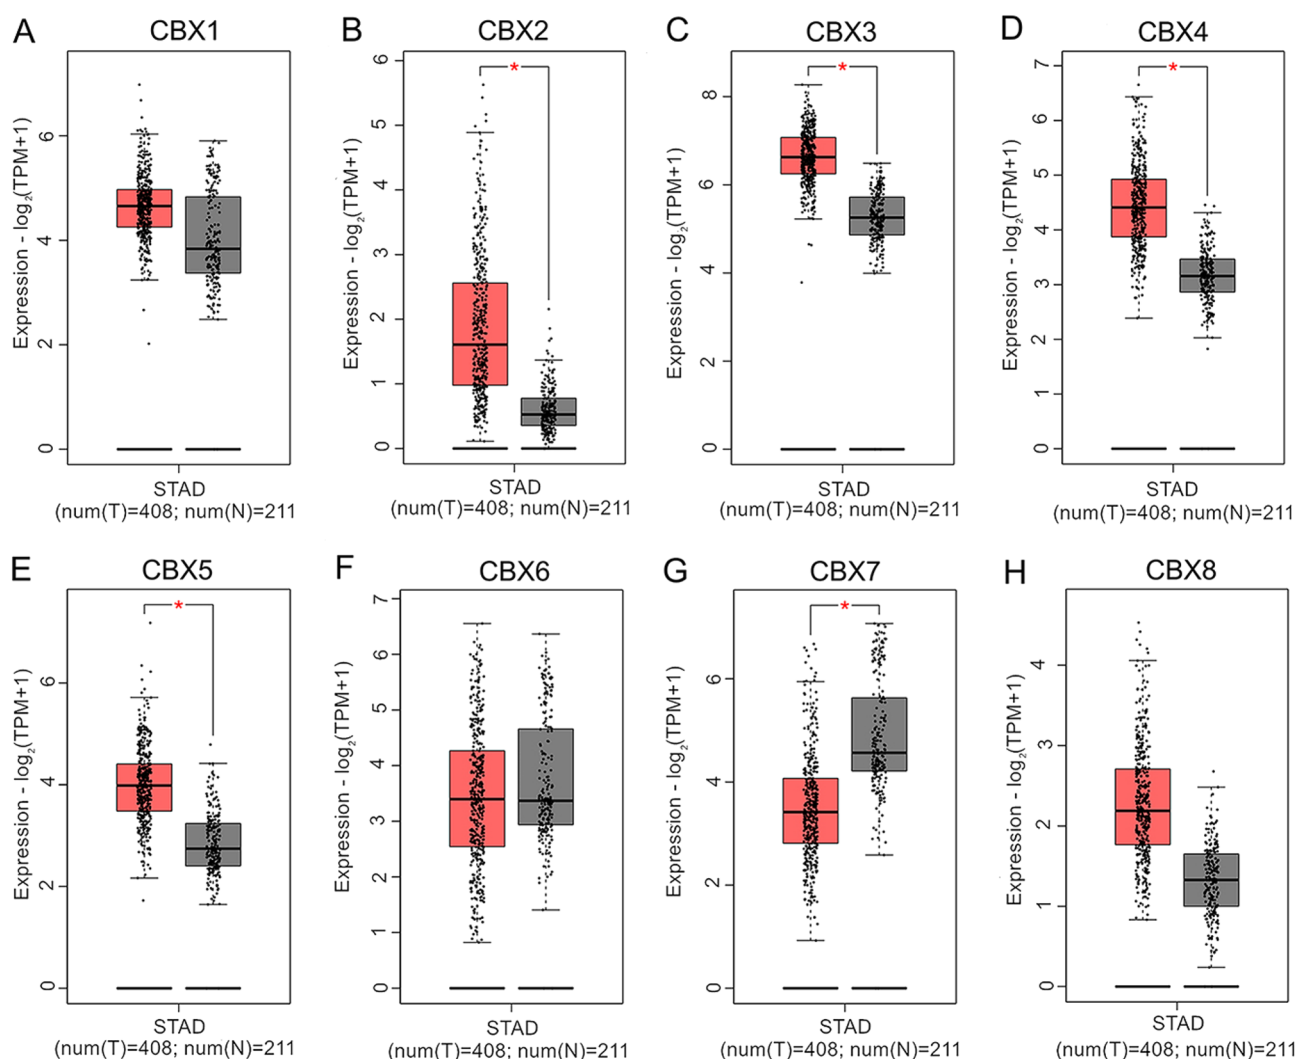 A
CBX1
Expression - log2(TPM+1)
6
4
2
0
STAD
(num(T)=408; num(N)=211
B
CBX2
*
Expression - log2(TPM+1)
6
5
4
3
2
1
0
STAD
(num(T)=408; num(N)=211
C
CBX3
*
Expression - log2(TPM+1)
8
6
4
2
0
STAD
(num(T)=408; num(N)=211
D
CBX4
*
Expression - log2(TPM+1)
7
6
5
4
3
2
1
0
STAD
(num(T)=408; num(N)=211
E
CBX5
*
Expression - log2(TPM+1)
6
4
2
0
STAD
(num(T)=408; num(N)=211
F
CBX6
Expression - log2(TPM+1)
7
6
5
4
3
2
1
0
STAD
(num(T)=408; num(N)=211
G
CBX7
*
Expression - log2(TPM+1)
6
4
2
0
STAD
(num(T)=408; num(N)=211
H
CBX8
Expression - log2(TPM+1)
4
3
2
1
0
STAD
(num(T)=408; num(N)=211